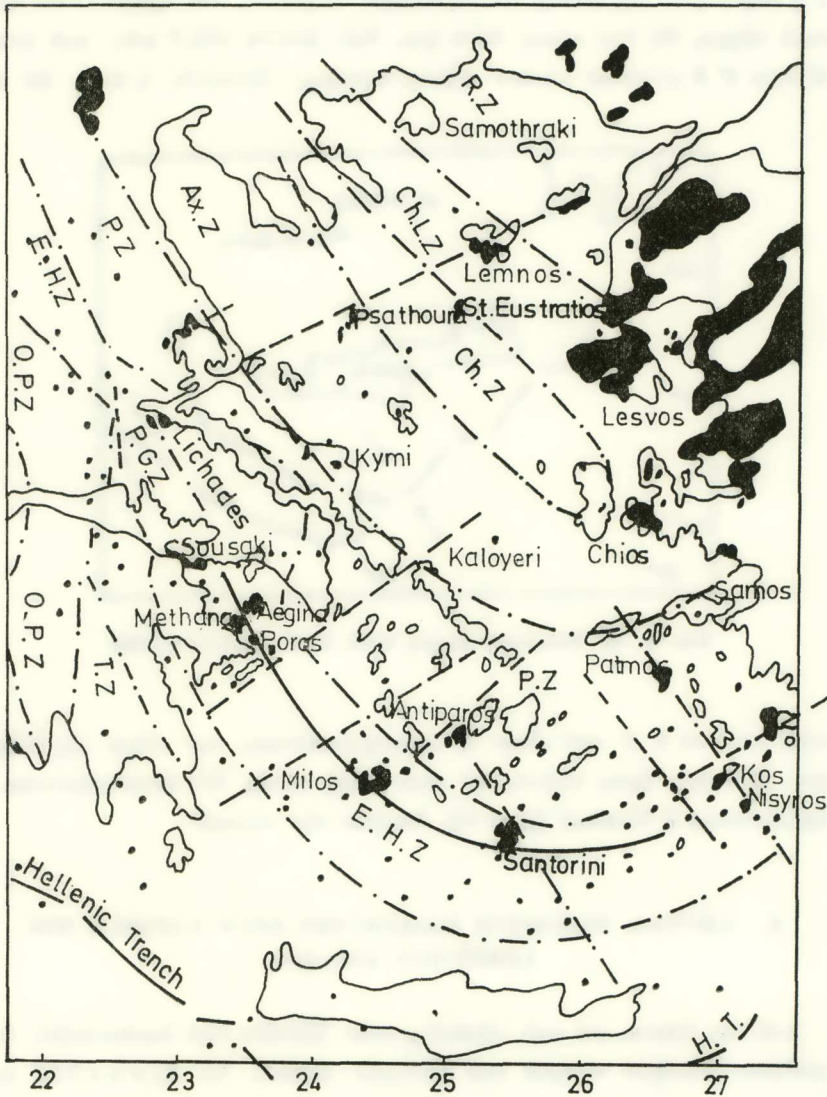 R.Z
Samothraki
Ax.Z
P.Z
Ch.I.Z
E.H.Z
Lemnos
Psathoura
St.Eustratios
Ch.Z
O.P.Z
Lesvos
P.G.Z
Lichades
Kymi
Sousaki
Kaloyeri
Chios
Samos
Methana
Aegina
Poros
O.P.Z
T.Z
Patmos
P.Z
Antiparos
Milos
Kos
Nisyros
E.H.Z
Santorini
Hellenic Trench
H.T.
22 23 24 25 26 27